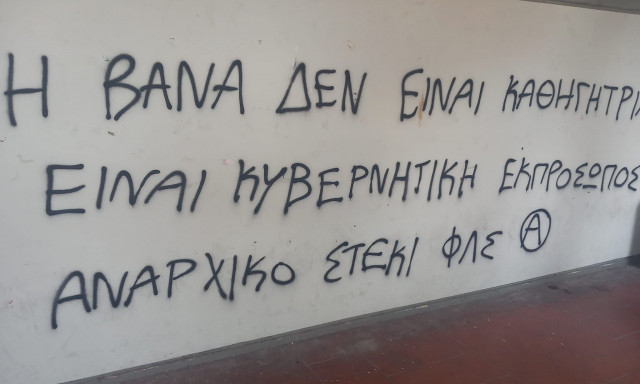 Η ΒΑΝΑ ΔΕΝ ΕΙΝΑΙ ΚΑΘΗΓΗΤΡΙΑ
ΕΙΝΑΙ ΚΥΒΕΡΝΗΤΙΚΗ ΕΚΠΡΟΣΩΠΟΣ
ΑΝΑΡΧΙΚΟ ΣΤΕΚΙ ΦΛΣ Ⓐ